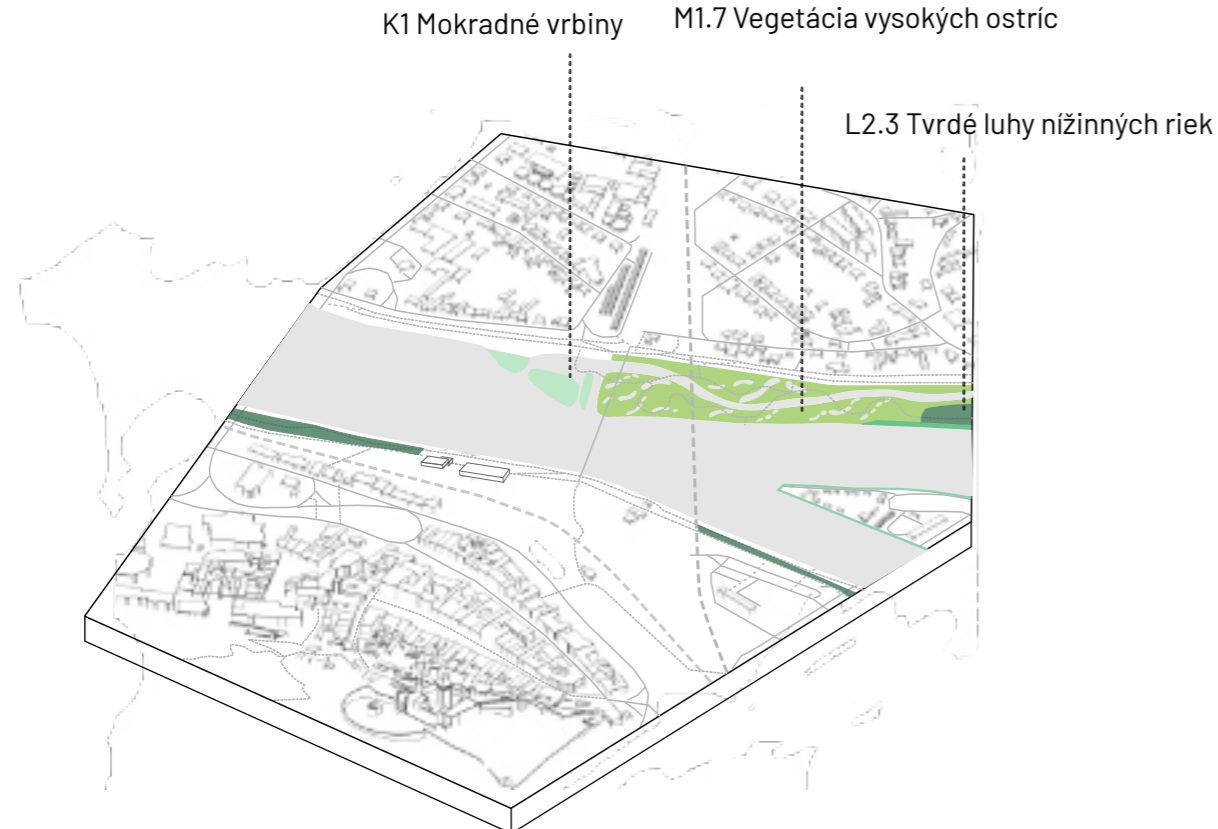 K1 Mokradné vrbiny
M1.7 Vegetácia vysokých ostríc
L2.3 Tvrdé luhy nížinných riek